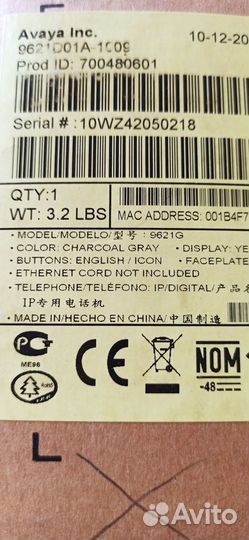 Avaya Inc.
9621D01A-1009 10-12-20
Prod ID: 700480601
Serial #: 10WZ42050218
QTY:1
WT: 3.2 LBS MAC ADDRESS: 001B4F7
• MODEL/MODELO/型号: 9621G
• COLOR: CHARCOAL GRAY • DISPLAY: YE
• BUTTONS: ENGLISH / ICON • FACEPLATE
• ETHERNET CORD NOT INCLUDED
• TELEPHONE/TELÉFONO: IP/DIGITAL/产品名
IP专用电话机
• MADE IN/HECHO EN CHINA/中国制造
ME96
CE
NOM
-48-
L
Avito